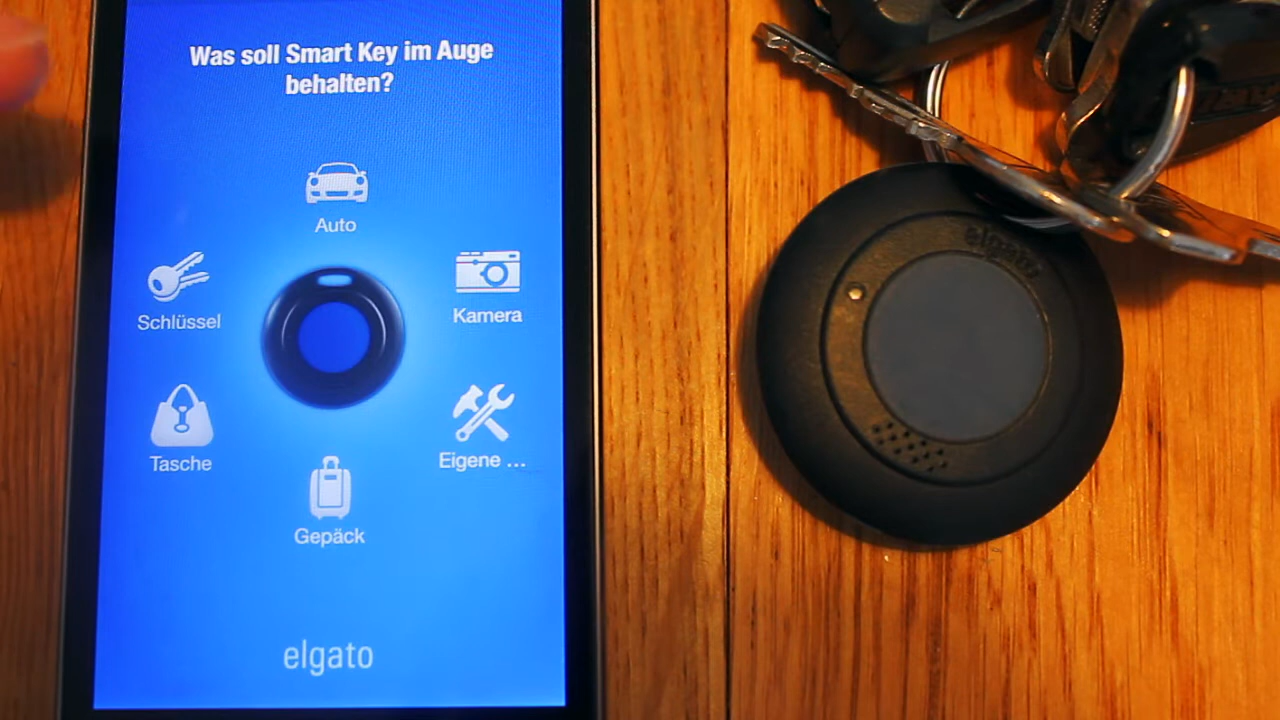 Was soll Smart Key im Auge
behalten?
Auto
Schlüssel
Kamera
Tasche
Eigene ...
Gepäck
elgato
elgato